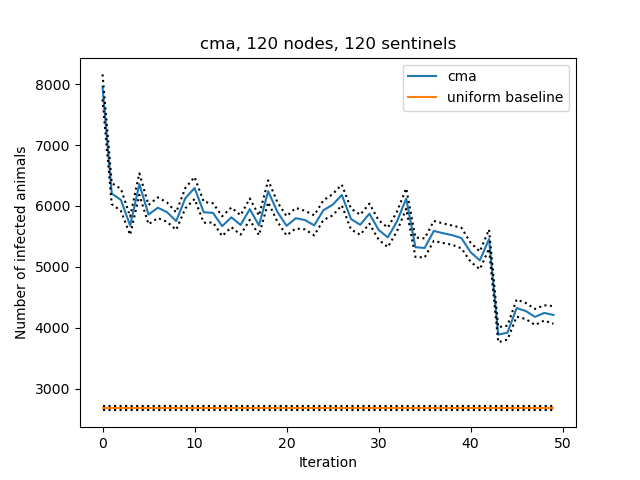 cma, 120 nodes, 120 sentinels
cma
uniform baseline
Number of infected animals
8000
7000
6000
5000
4000
3000
0 10 20 30 40 50
Iteration